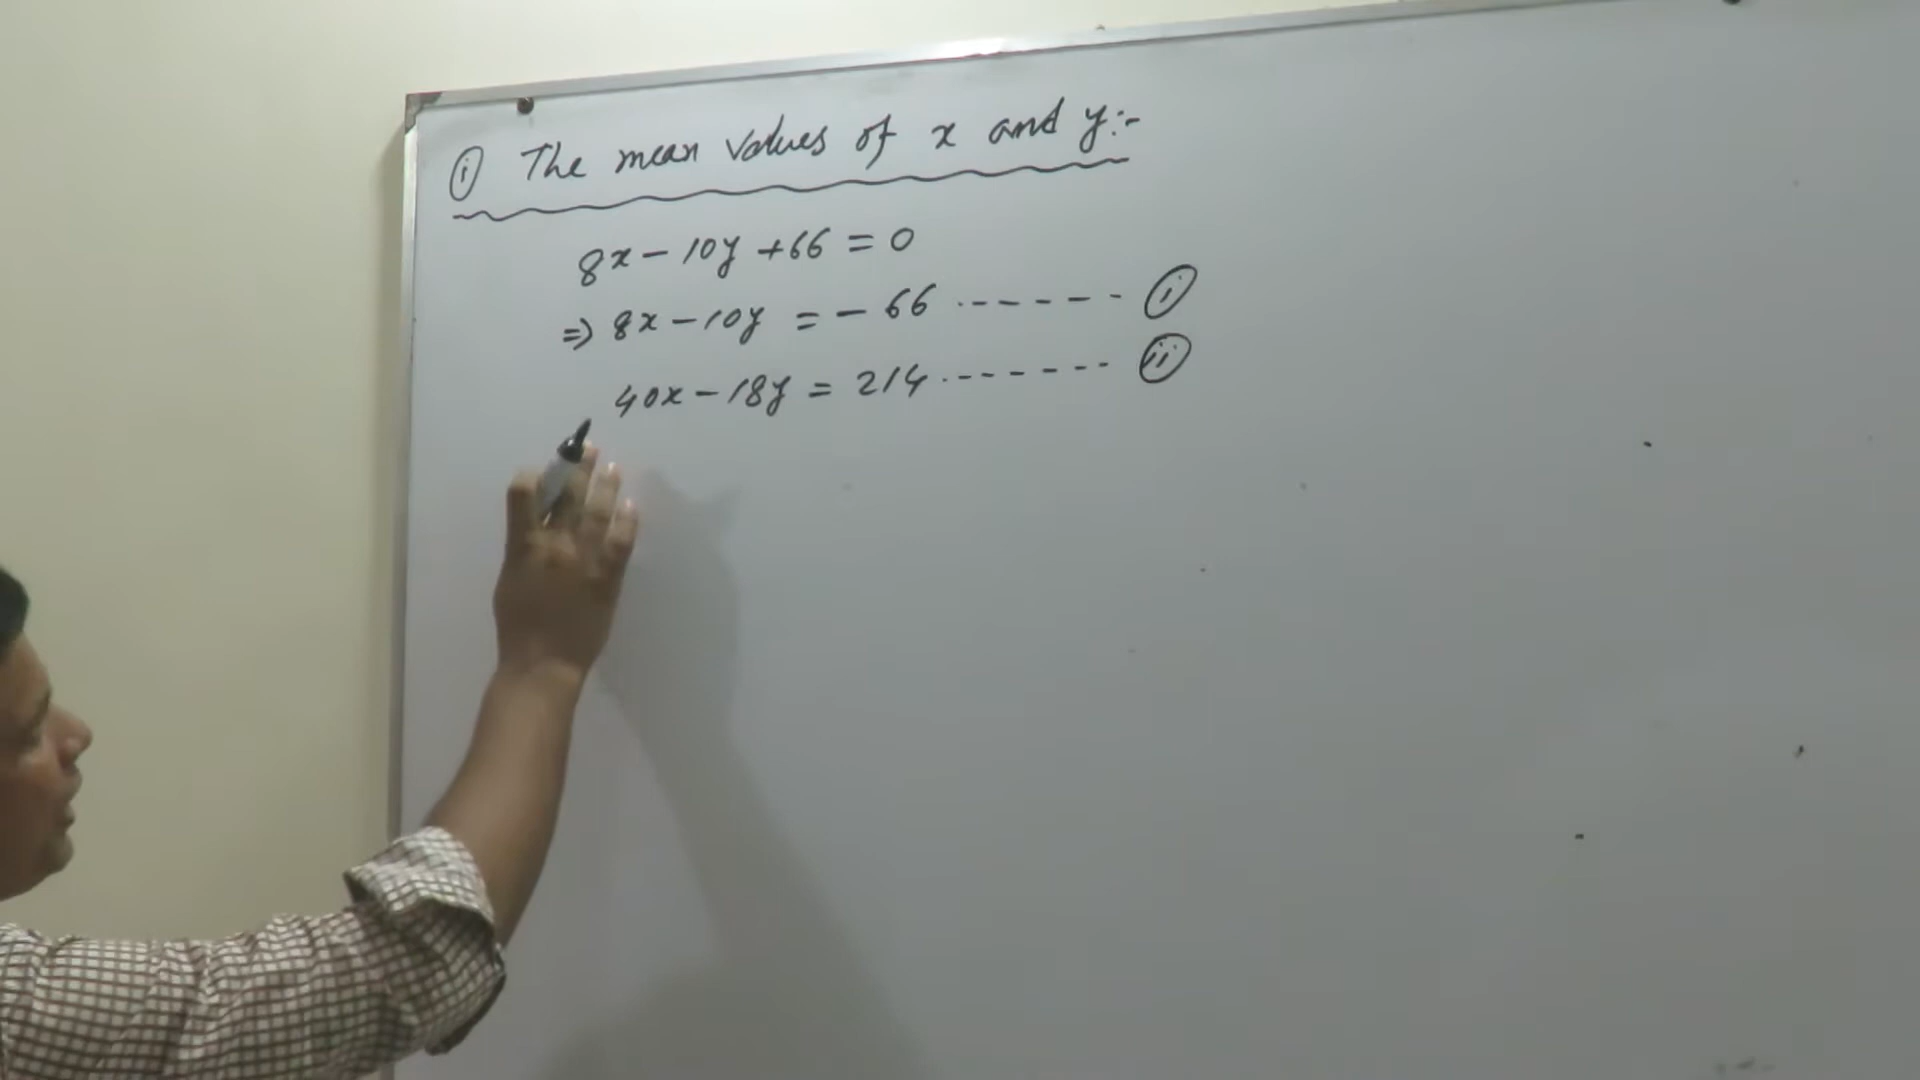 (i) The mean values of x and y:-
8x - 10y + 66 = 0
⇒ 8x - 10y = - 66 ------- (i)
40x - 18y = 214 ------- (ii)